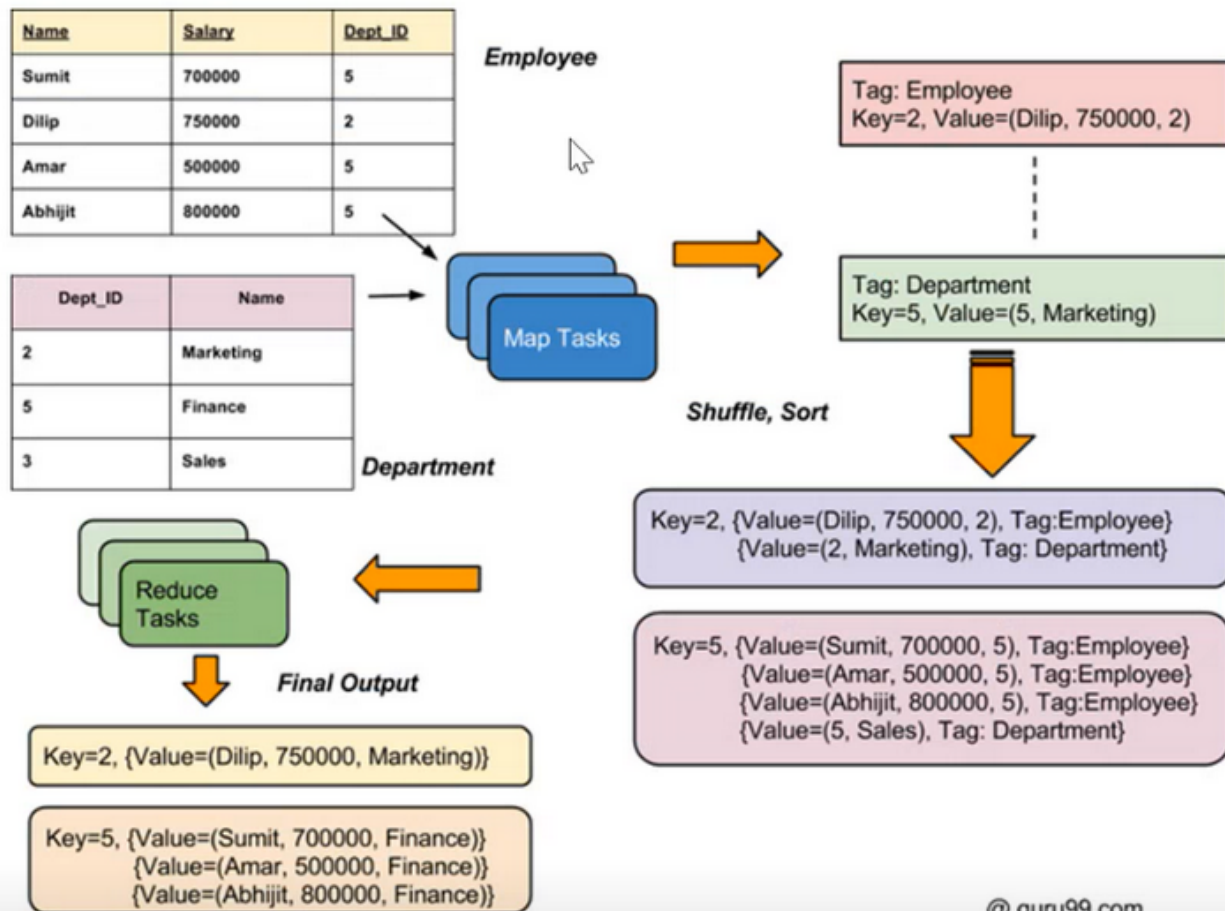 Name Salary Dept_ID
Sumit 700000 5
Dilip 750000 2
Amar 500000 5
Abhijit 800000 5
Employee
Tag: Employee
Key=2, Value=(Dilip, 750000, 2)
Dept_ID Name
2 Marketing
5 Finance
3 Sales
Department
Map Tasks
Tag: Department
Key=5, Value=(5, Marketing)
Shuffle, Sort
Key=2, {Value=(Dilip, 750000, 2), Tag:Employee}
{Value=(2, Marketing), Tag: Department}
Key=5, {Value=(Sumit, 700000, 5), Tag:Employee}
{Value=(Amar, 500000, 5), Tag:Employee}
{Value=(Abhijit, 800000, 5), Tag:Employee}
{Value=(5, Sales), Tag: Department}
Reduce
Tasks
Final Output
Key=2, {Value=(Dilip, 750000, Marketing)}
Key=5, {Value=(Sumit, 700000, Finance)}
{Value=(Amar, 500000, Finance)}
{Value=(Abhijit, 800000, Finance)}
@ guru99.com